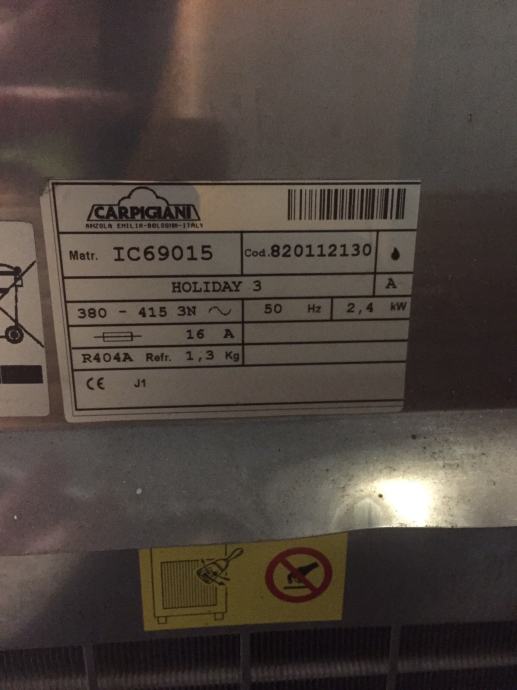 CARPIGIANI
ANZOLA EMILIA-BOLOGNA-ITALY
Matr. IC69015 Cod. 820112130
HOLIDAY 3 A
380 - 415 3N 50 Hz 2,4 kW
16 A
R404A Refr. 1,3 Kg
CE J1